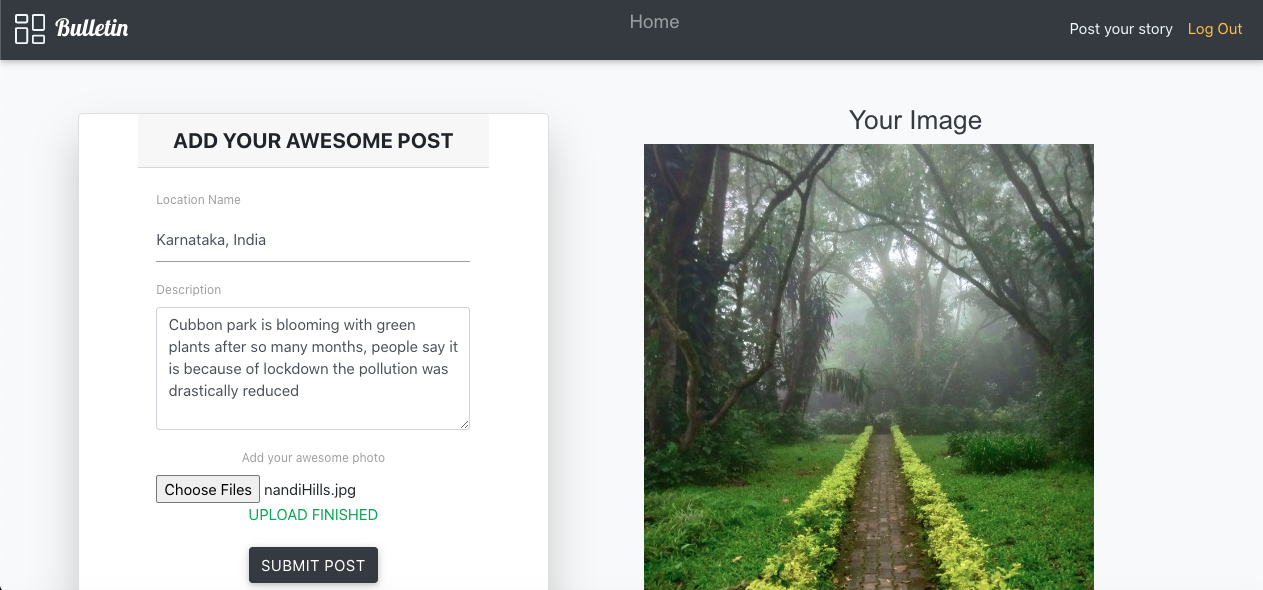 Bulletin
Home
Post your story
Log Out
ADD YOUR AWESOME POST
Location Name
Karnataka, India
Description
Cubbon park is blooming with green
plants after so many months, people say it
is because of lockdown the pollution was
drastically reduced
Add your awesome photo
Choose Files nandiHills.jpg
UPLOAD FINISHED
SUBMIT POST
Your Image